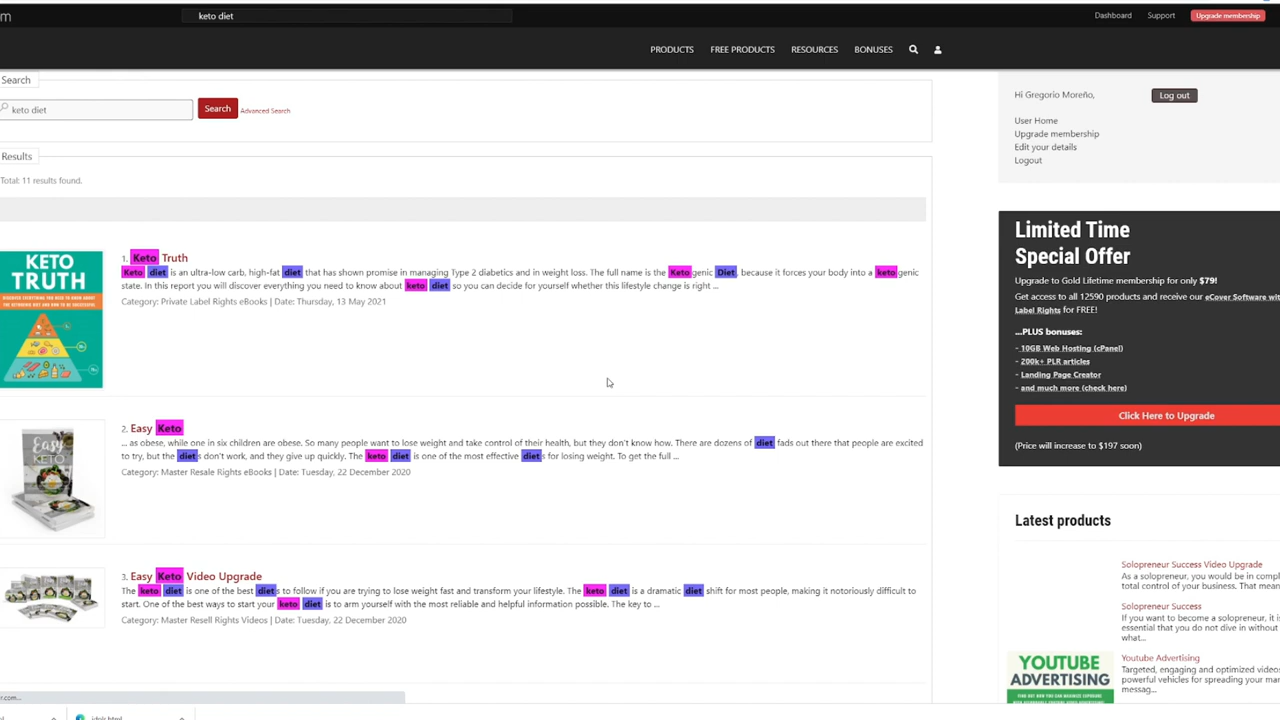 m
keto diet
Dashboard Support Upgrade membership
PRODUCTS FREE PRODUCTS RESOURCES BONUSES
Search
keto diet Search Advanced Search
Results
Total: 11 results found.
KETO
TRUTH
1. Keto Truth
Keto diet is an ultra-low carb, high-fat diet that has shown promise in managing Type 2 diabetics and in weight loss. The full name is the Ketogenic Diet, because it forces your body into a ketogenic
state. In this report you will discover everything you need to know about keto diet so you can decide for yourself whether this lifestyle change is right ...
Category: Private Label Rights eBooks | Date: Thursday, 13 May 2021
Easy
KETO
2. Easy Keto
... as obese, while one in six children are obese. So many people want to lose weight and take control of their health, but they don't know how. There are dozens of diet fads out there that people are excited
to try, but the diets don't work, and they give up quickly. The keto diet is one of the most effective diets for losing weight. To get the full ...
Category: Master Resale Rights eBooks | Date: Tuesday, 22 December 2020
3. Easy Keto Video Upgrade
The keto diet is one of the best diets to follow if you are trying to lose weight fast and transform your lifestyle. The keto diet is a dramatic diet shift for most people, making it notoriously difficult to
start. One of the best ways to start your keto diet is to arm yourself with the most reliable and helpful information possible. The key to ...
Category: Master Resell Rights Videos | Date: Tuesday, 22 December 2020
Hi Gregorio Moreño, Log out
User Home
Upgrade membership
Edit your details
Logout
Limited Time
Special Offer
Upgrade to Gold Lifetime membership for only $79!
Get access to all 12590 products and receive our eCover Software wit
Label Rights for FREE!
...PLUS bonuses:
- 10GB Web Hosting (cPanel)
- 200k+ PLR articles
- Landing Page Creator
- and much more (check here)
Click Here to Upgrade
(Price will increase to $197 soon)
Latest products
Solopreneur Success Video Upgrade
As a solopreneur, you would be in compl
total control of your business. That mean
Solopreneur Success
If you want to become a solopreneur, it is
essential that you do not dive in without
what...
YOUTUBE
ADVERTISING
Youtube Advertising
Targeted, engaging and optimized videos
powerful vehicles for spreading your mar
messag...
r.com...